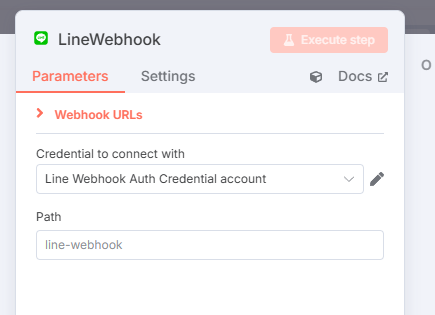 LineWebhook
Execute step
Parameters
Settings
Docs
Webhook URLs
Credential to connect with
Line Webhook Auth Credential account
Path
line-webhook